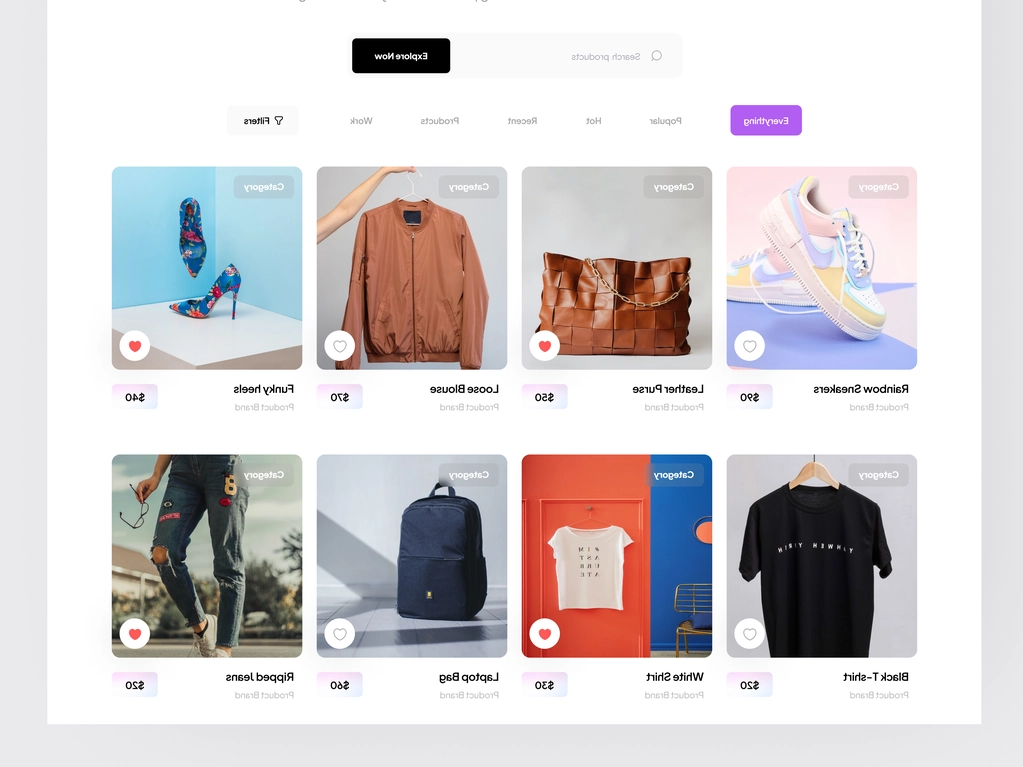 Search products
Explore Now
Everything
Popular
Hot
Recent
Products
Work
Filters
Category
Category
Category
Category
Rainbow Sneakers
$90
Product Brand
Leather Purse
$50
Product Brand
Loose Blouse
$70
Product Brand
Funky heels
$40
Product Brand
Category
YAHWEH YIREH
Category
Category
Category
Black T-shirt
$20
Product Brand
White Shirt
$30
Product Brand
Laptop Bag
$60
Product Brand
Ripped Jeans
$20
Product Brand